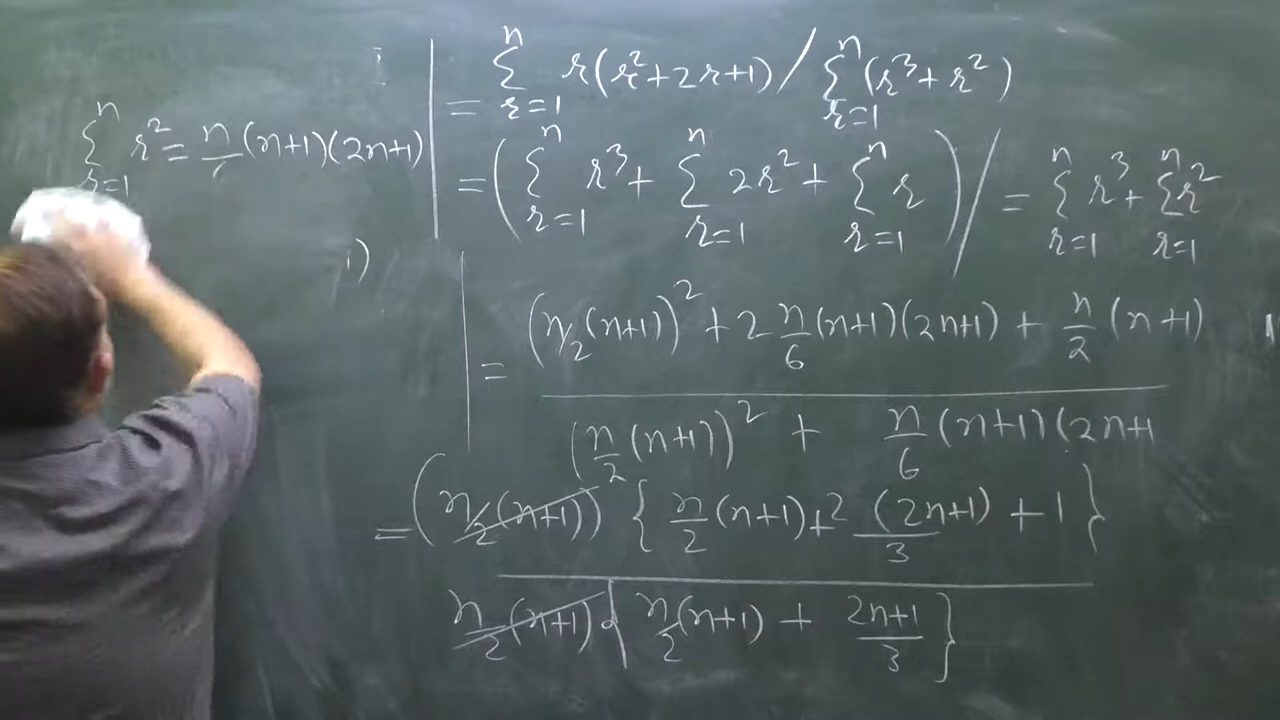 = Σ_{r=1}^{n} r(r²+2r+1) / Σ_{r=1}^{n} (r³+r²)
Σ_{r=1}^{n} r² = n/6 (n+1)(2n+1)
= ( Σ_{r=1}^{n} r³ + Σ_{r=1}^{n} 2r² + Σ_{r=1}^{n} r ) / = Σ_{r=1}^{n} r³ + Σ_{r=1}^{n} r²
i)
= (n/2 (n+1))² + 2 n/6 (n+1)(2n+1) + n/2 (n+1)
(n/2 (n+1))² + n/6 (n+1)(2n+1
= (n/2 (n+1)) { n/2 (n+1) + 2 (2n+1)/3 + 1 }
n/2 (n+1) { n/2 (n+1) + 2n+1/3 }